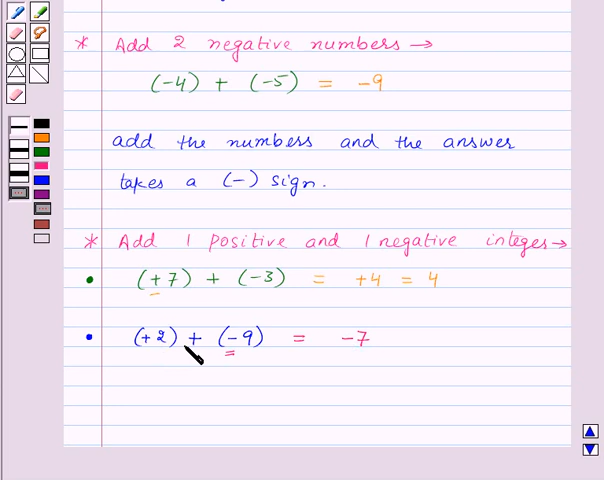 * Add 2 negative numbers →
(-4) + (-5) = -9
add the numbers and the answer
takes a (-) sign.
* Add 1 positive and 1 negative integes →
• (+7) + (-3) = +4 = 4
• (+2) + (-9) = -7